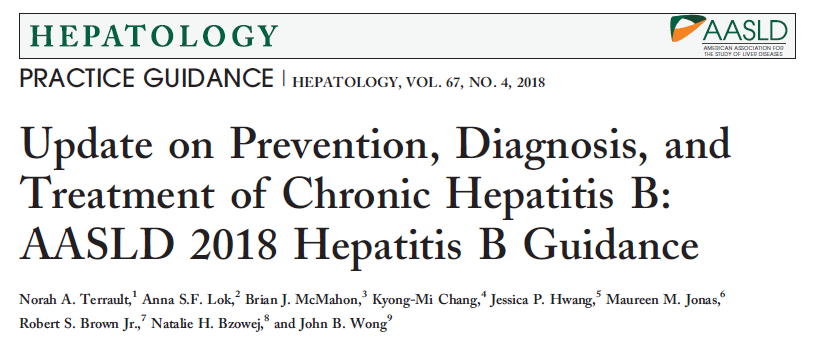 HEPATOLOGY
AASLD
AMERICAN ASSOCIATION FOR
THE STUDY OF LIVER DISEASES
PRACTICE GUIDANCE | HEPATOLOGY, VOL. 67, NO. 4, 2018
Update on Prevention, Diagnosis, and
Treatment of Chronic Hepatitis B:
AASLD 2018 Hepatitis B Guidance
Norah A. Terrault,¹ Anna S.F. Lok,² Brian J. McMahon,³ Kyong-Mi Chang,⁴ Jessica P. Hwang,⁵ Maureen M. Jonas,⁶
Robert S. Brown Jr.,⁷ Natalie H. Bzowej,⁸ and John B. Wong⁹